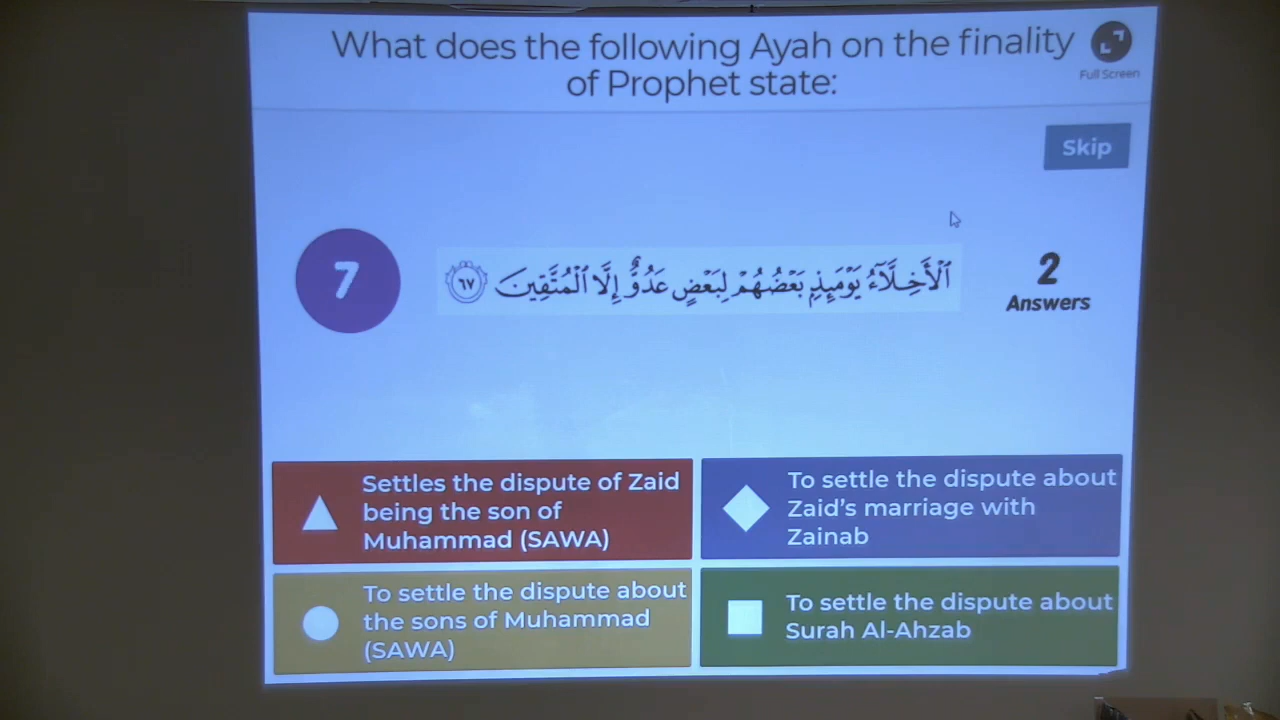 What does the following Ayah on the finality
of Prophet state:
Full Screen
Skip
7
ٱلْأَخِلَّآءُ يَوْمَئِذٍۭ بَعْضُهُمْ لِبَعْضٍ عَدُوٌّ إِلَّا ٱلْمُتَّقِينَ ٦٧
2
Answers
Settles the dispute of Zaid
being the son of
Muhammad (SAWA)
To settle the dispute about
Zaid's marriage with
Zainab
To settle the dispute about
the sons of Muhammad
(SAWA)
To settle the dispute about
Surah Al-Ahzab